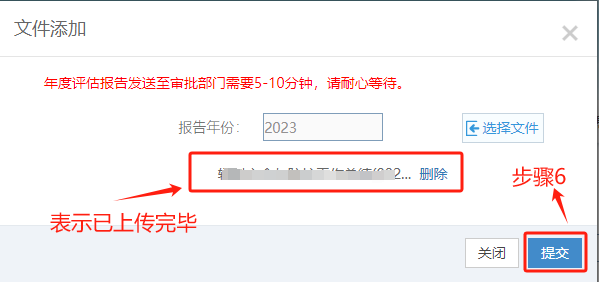 文件添加
年度评估报告发送至审批部门需要5-10分钟，请耐心等待。
报告年份： 2023 选择文件
2... 删除
步骤6
表示已上传完毕
关闭 提交